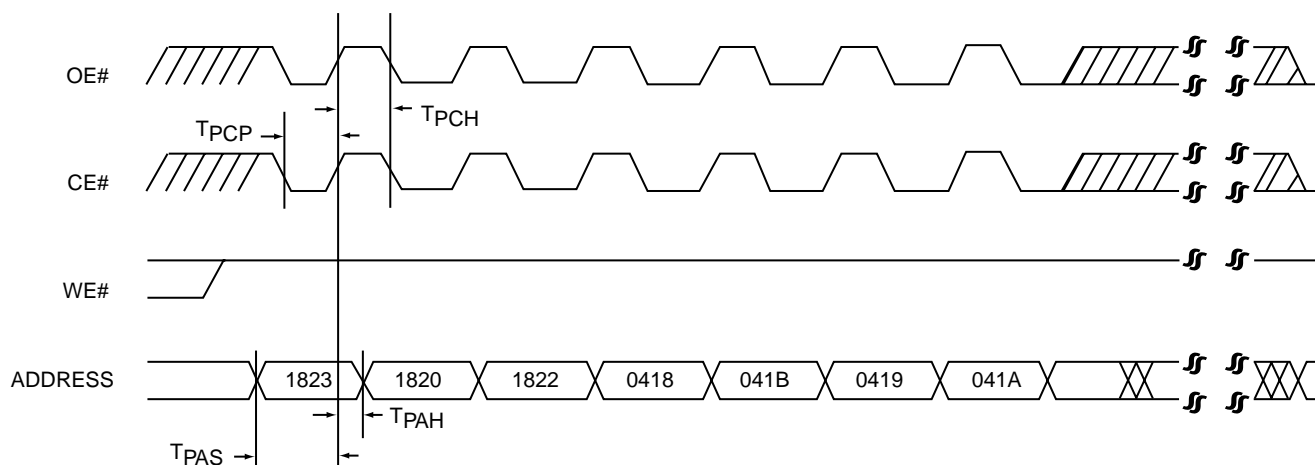 OE#
TPCH
TPCP
CE#
WE#
ADDRESS 1823 1820 1822 0418 041B 0419 041A
TPAH
TPAS